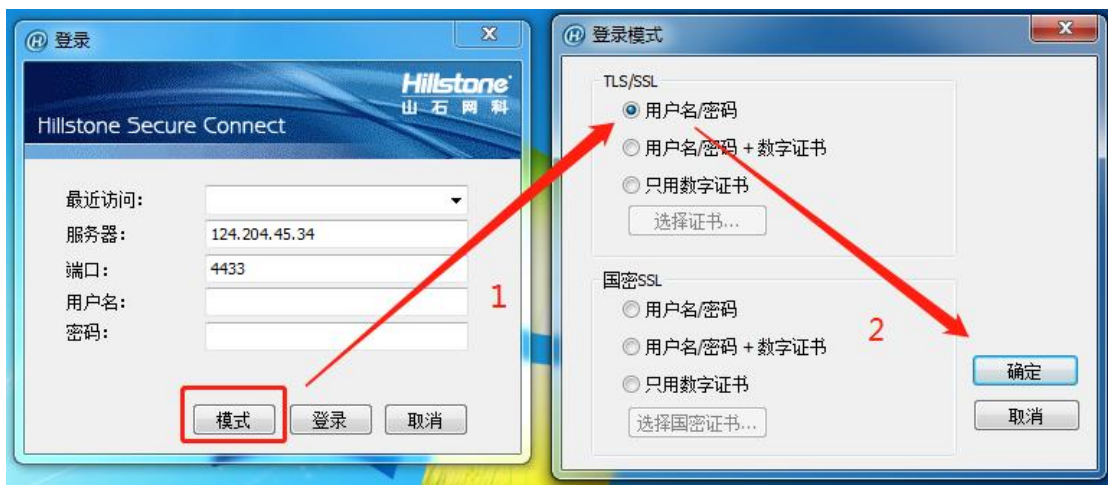 登录
Hillstone
山石网科
Hillstone Secure Connect
最近访问:
服务器: 124.204.45.34
端口: 4433
用户名:
密码:
模式 登录 取消
1
登录模式
TLS/SSL
用户名/密码
用户名/密码 + 数字证书
只用数字证书
选择证书...
国密SSL
用户名/密码
用户名/密码 + 数字证书
只用数字证书
选择国密证书...
2
确定
取消